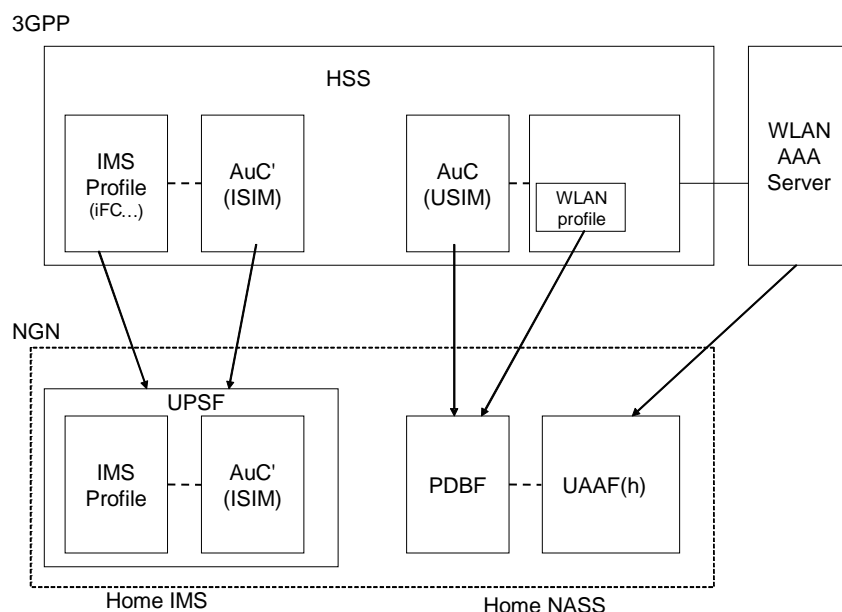 3GPP
HSS
IMS
Profile
(iFC…)
AuC'
(ISIM)
AuC
(USIM)
WLAN
profile
WLAN
AAA
Server
NGN
UPSF
IMS
Profile
AuC'
(ISIM)
PDBF
UAAF(h)
Home IMS
Home NASS